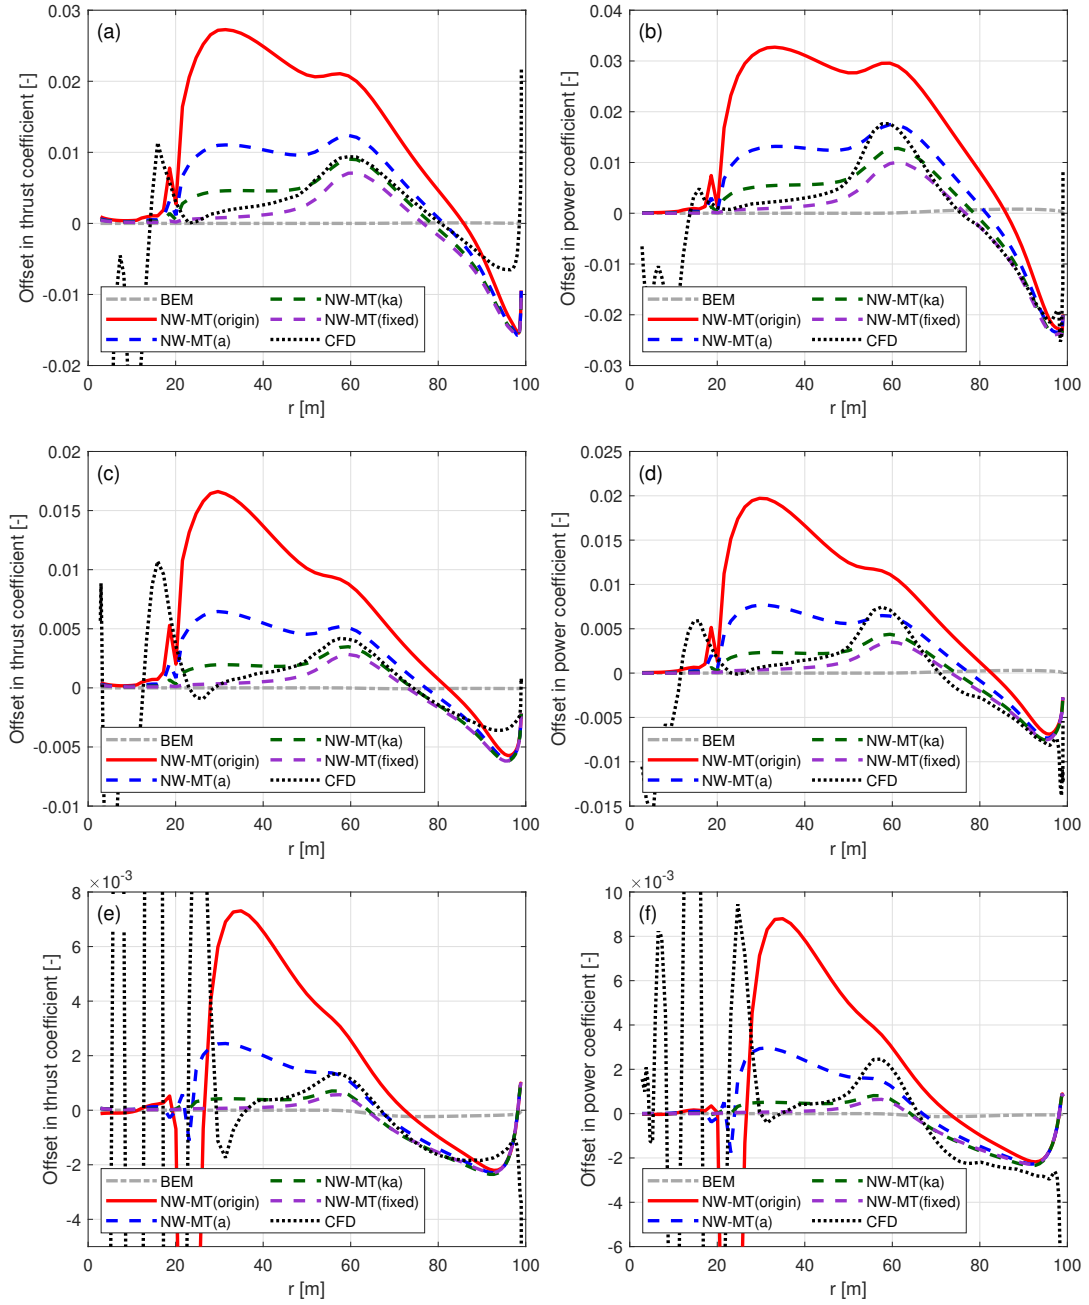 (a)
Offset in thrust coefficient [-]
0.03
0.02
0.01
0
-0.01
-0.02
BEM
NW-MT(origin)
NW-MT(a)
NW-MT(ka)
NW-MT(fixed)
CFD
0 20 40 60 80 100
r [m]
(b)
Offset in power coefficient [-]
0.04
0.03
0.02
0.01
0
-0.01
-0.02
-0.03
BEM
NW-MT(origin)
NW-MT(a)
NW-MT(ka)
NW-MT(fixed)
CFD
0 20 40 60 80 100
r [m]
(c)
Offset in thrust coefficient [-]
0.02
0.015
0.01
0.005
0
-0.005
-0.01
BEM
NW-MT(origin)
NW-MT(a)
NW-MT(ka)
NW-MT(fixed)
CFD
0 20 40 60 80 100
r [m]
(d)
Offset in power coefficient [-]
0.025
0.02
0.015
0.01
0.005
0
-0.005
-0.01
-0.015
BEM
NW-MT(origin)
NW-MT(a)
NW-MT(ka)
NW-MT(fixed)
CFD
0 20 40 60 80 100
r [m]
×10⁻³
(e)
Offset in thrust coefficient [-]
8
6
4
2
0
-2
-4
BEM
NW-MT(origin)
NW-MT(a)
NW-MT(ka)
NW-MT(fixed)
CFD
0 20 40 60 80 100
r [m]
×10⁻³
(f)
Offset in power coefficient [-]
10
8
6
4
2
0
-2
-4
-6
BEM
NW-MT(origin)
NW-MT(a)
NW-MT(ka)
NW-MT(fixed)
CFD
0 20 40 60 80 100
r [m]